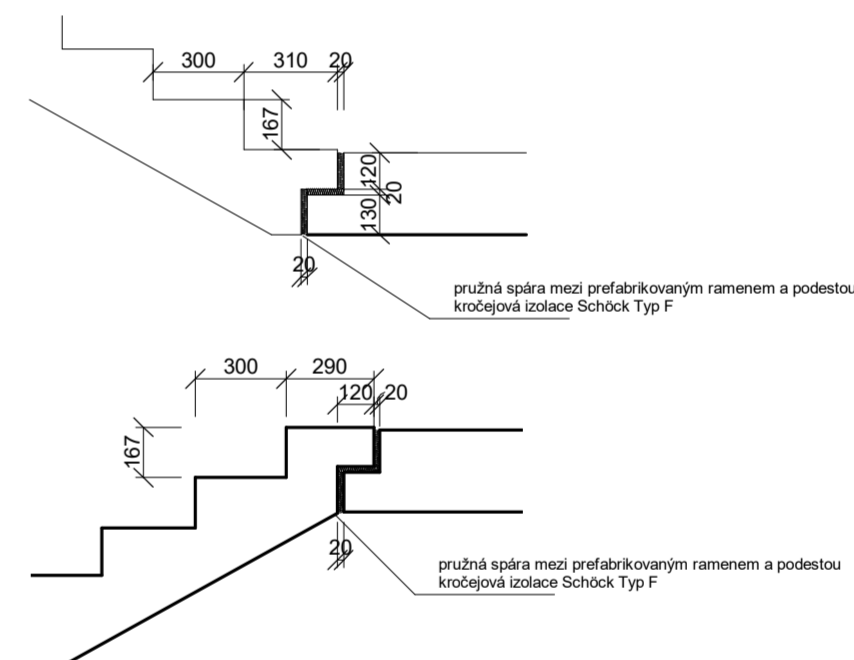 300 310 20
167
120
20
130
20
pružná spára mezi prefabrikovaným ramenem a podestou
kročejová izolace Schöck Typ F
300 290
120 20
167
20
pružná spára mezi prefabrikovaným ramenem a podestou
kročejová izolace Schöck Typ F